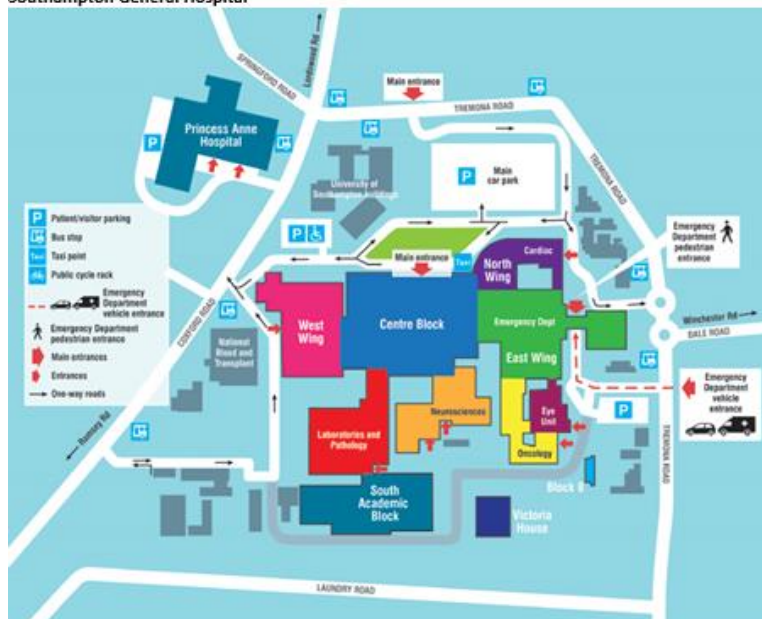 Southampton General Hospital
SPRINGFORD ROAD
Lordswood Rd
Main entrance
TREMONA ROAD
TREMONA ROAD
Princess Anne
Hospital
P
University of
Southampton Buildings
P
Main
car park
P
Patient/visitor parking
Bus stop
Taxi
Taxi point
Public cycle rack
Emergency
Department
vehicle entrance
Emergency Department
pedestrian entrance
Main entrances
Entrances
One-way roads
P
Main entrance
Taxi
North
Wing
Cardiac
Emergency
Department
pedestrian
entrance
COXFORD ROAD
West
Wing
Centre Block
Emergency Dept
East Wing
Winchester Rd
DALE ROAD
National
Blood and
Transplant
Emergency
Department
vehicle
entrance
Romsey Rd
Laboratories and
Pathology
Neurosciences
Eye
Unit
P
Oncology
TREMONA ROAD
South
Academic
Block
Block 8
Victoria
House
LAUNDRY ROAD